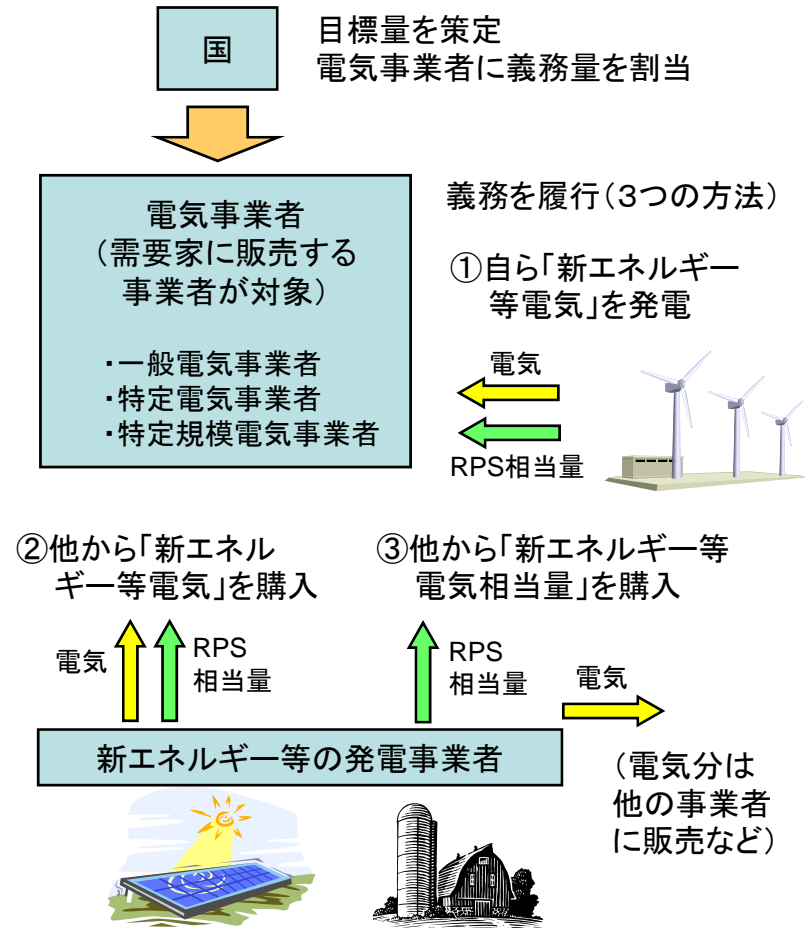 国
目標量を策定
電気事業者に義務量を割当
電気事業者
（需要家に販売する
事業者が対象）
・一般電気事業者
・特定電気事業者
・特定規模電気事業者
義務を履行（３つの方法）
①自ら「新エネルギー
等電気」を発電
電気
RPS相当量
②他から「新エネル
ギー等電気」を購入
③他から「新エネルギー等
電気相当量」を購入
電気
RPS
相当量
RPS
相当量
電気
新エネルギー等の発電事業者
（電気分は
他の事業者
に販売など）